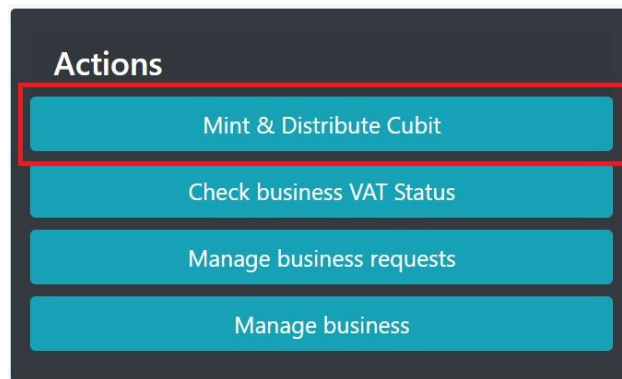 Actions
Mint & Distribute Cubit
Check business VAT Status
Manage business requests
Manage business